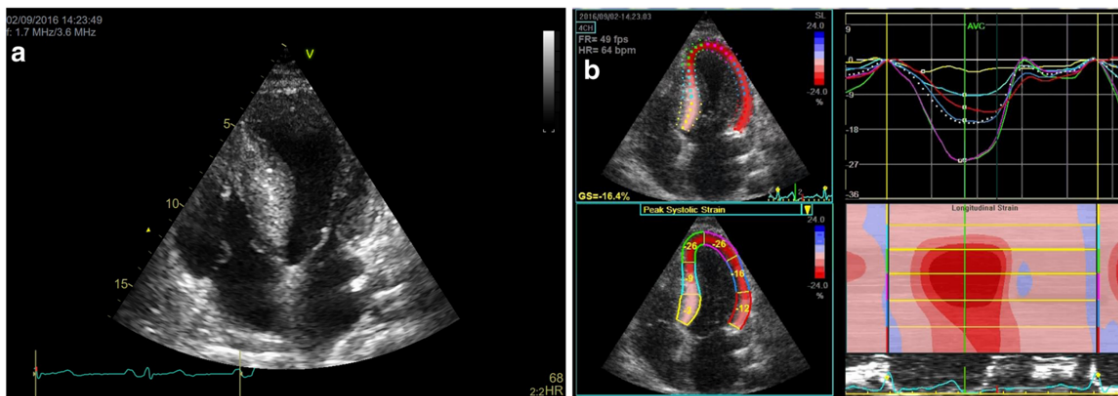 02/09/2016 14:23:49
f: 1.7 MHz/3.6 MHz
a
V
5
10
15
68
2:2HR
2016/09/02-14:23:03
4CH
FR= 49 fps
HR= 64 bpm
b
SL
24.0
-24.0
%
GS=-16.4%
Peak Systolic Strain
24.0
-24.0
%
-26
-26
-9
-16
-12
AVC
9
0
-9
-18
-27
-36
%
Longitudinal Strain